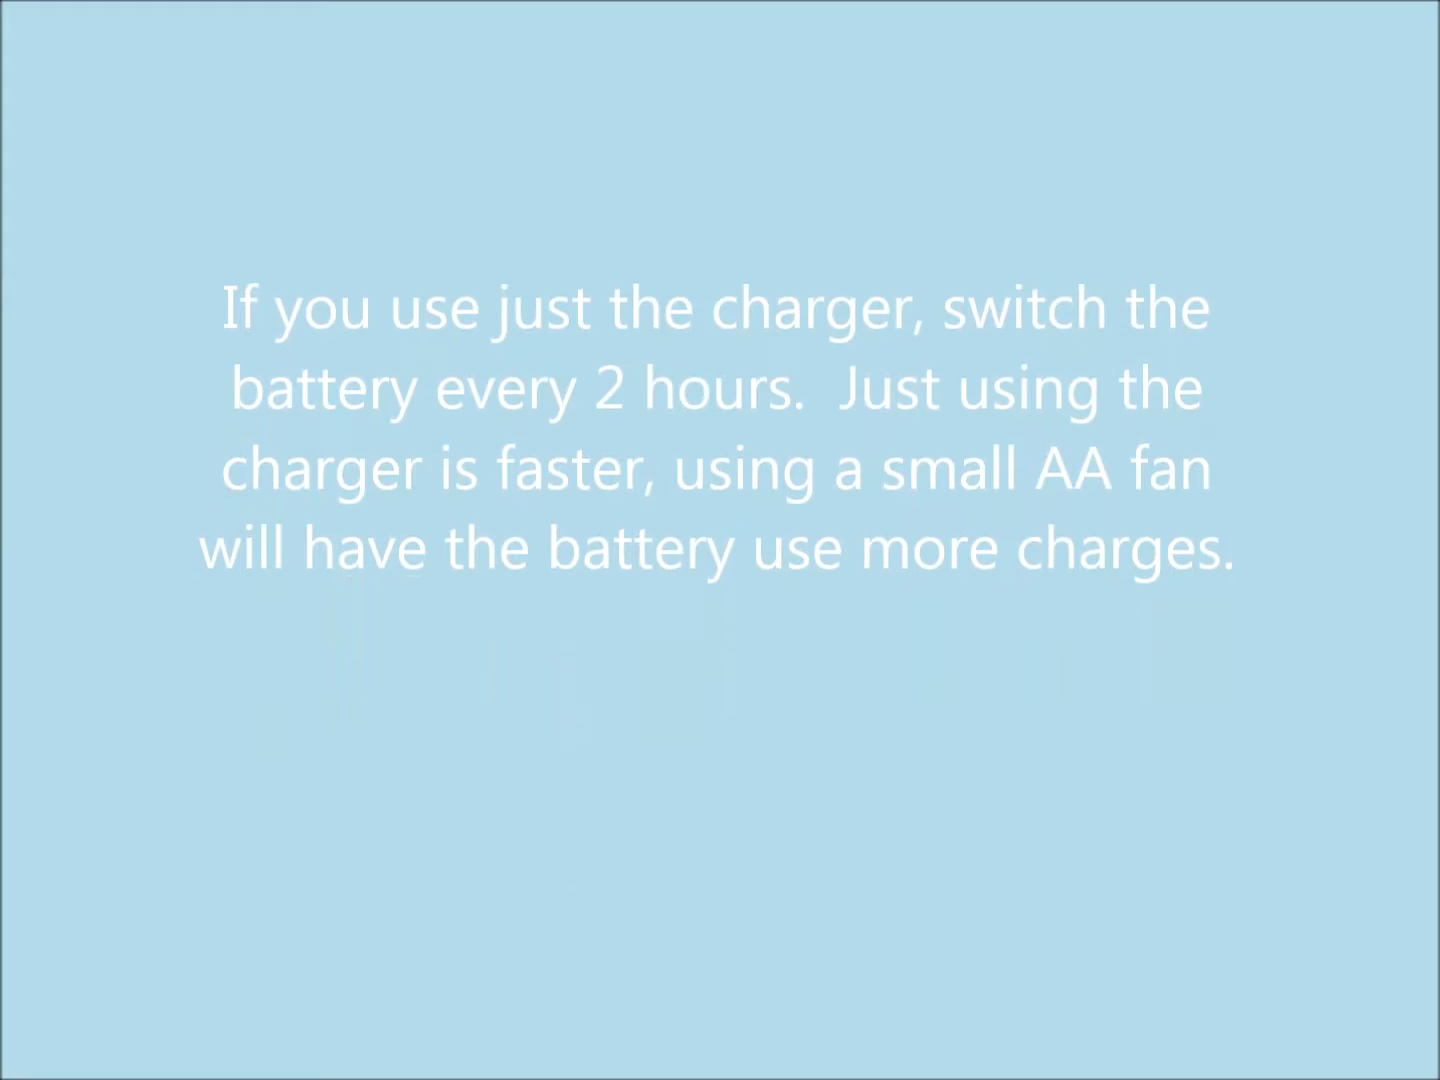 If you use just the charger, switch the
battery every 2 hours.  Just using the
charger is faster, using a small AA fan
will have the battery use more charges.